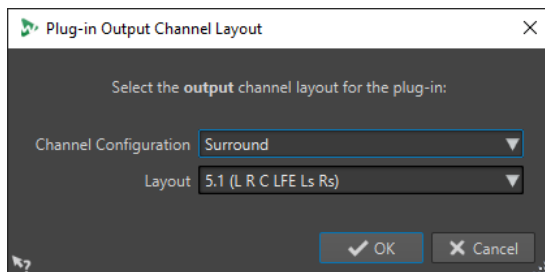 Plug-in Output Channel Layout
Select the output channel layout for the plug-in:
Channel Configuration Surround
Layout 5.1 (L R C LFE Ls Rs)
OK Cancel
?